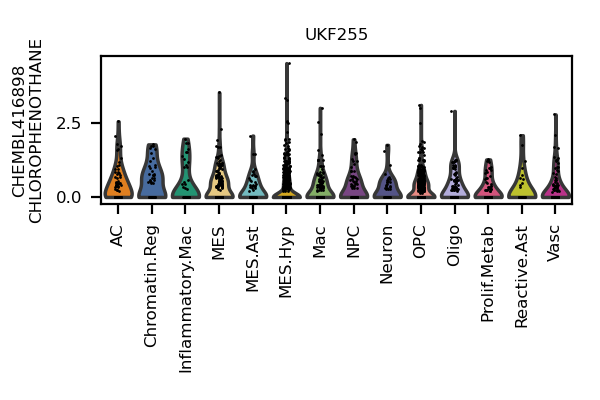 UKF255
CHEMBL416898
CHLOROPHENOTHANE
2.5
0.0
AC
Chromatin.Reg
Inflammatory.Mac
MES
MES.Ast
MES.Hyp
Mac
NPC
Neuron
OPC
Oligo
Prolif.Metab
Reactive.Ast
Vasc